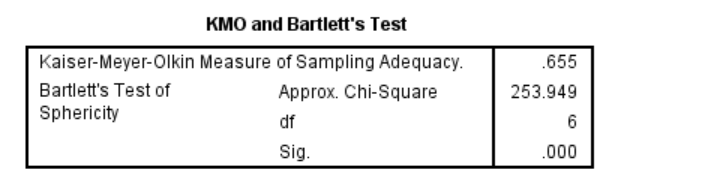 KMO and Bartlett's Test
Kaiser-Meyer-Olkin Measure of Sampling Adequacy. .655
Bartlett's Test of Sphericity Approx. Chi-Square 253.949
df 6
Sig. .000